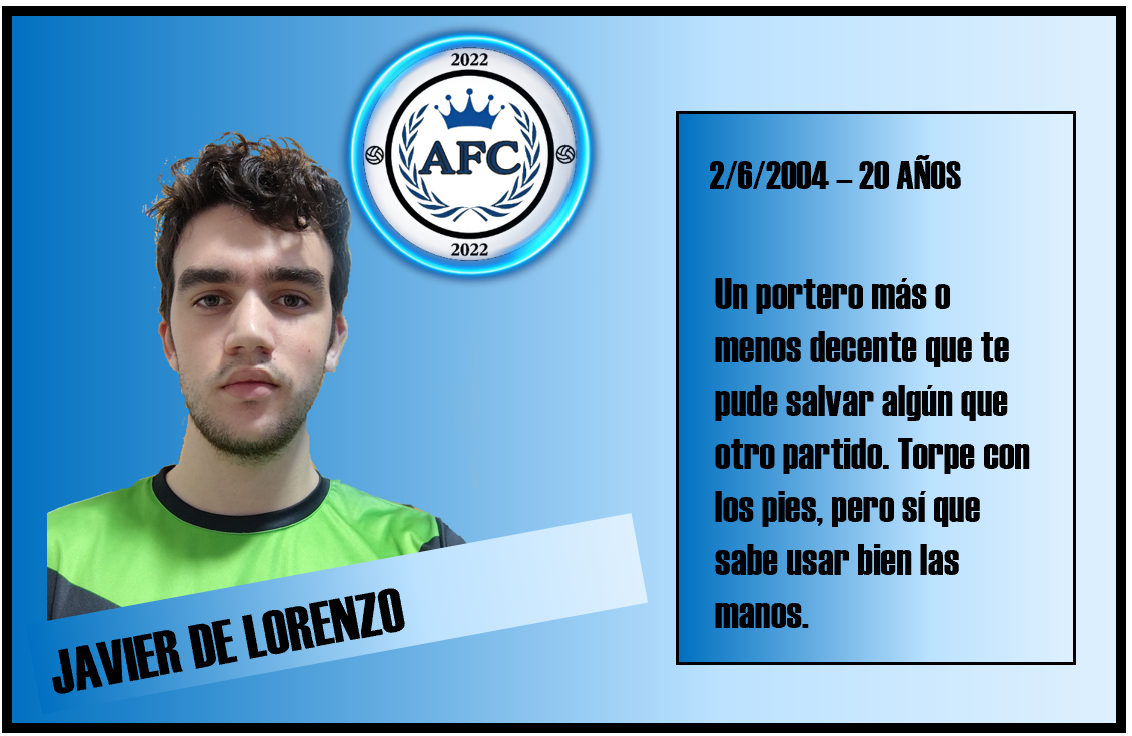 2022
AFC
2022
2/6/2004 – 20 AÑOS
Un portero más o
menos decente que te
pude salvar algún que
otro partido. Torpe con
los pies, pero sí que
sabe usar bien las
manos.
JAVIER DE LORENZO